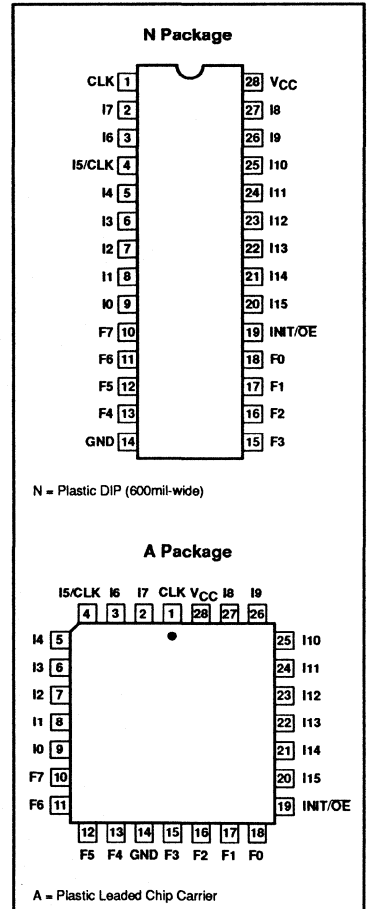 N Package
CLK 1 28 VCC
I7 2 27 I8
I6 3 26 I9
I5/CLK 4 25 I10
I4 5 24 I11
I3 6 23 I12
I2 7 22 I13
I1 8 21 I14
I0 9 20 I15
F7 10 19 INIT/O̅E̅
F6 11 18 F0
F5 12 17 F1
F4 13 16 F2
GND 14 15 F3
N = Plastic DIP (600mil-wide)
A Package
I5/CLK I6 I7 CLK VCC I8 I9
4 3 2 1 28 27 26
I4 5 25 I10
I3 6 24 I11
I2 7 23 I12
I1 8 22 I13
I0 9 21 I14
F7 10 20 I15
F6 11 19 INIT/O̅E̅
12 13 14 15 16 17 18
F5 F4 GND F3 F2 F1 F0
A = Plastic Leaded Chip Carrier